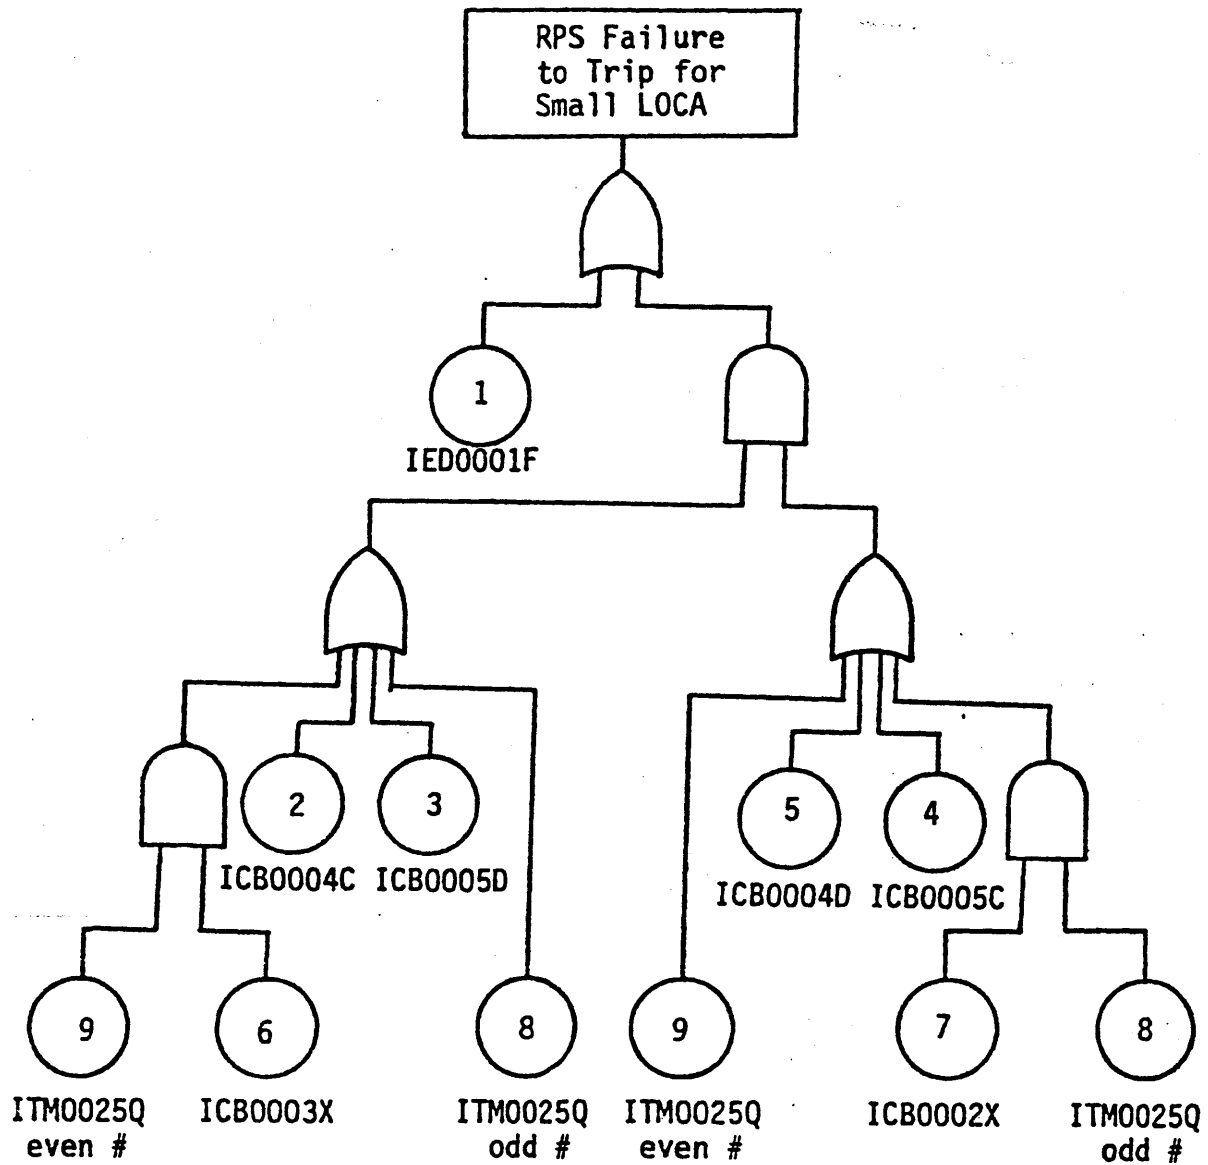 RPS Failure
to Trip for
Small LOCA
1
IED0001F
2
3
5
4
ICB0004C
ICB0005D
ICB0004D
ICB0005C
9
6
8
9
7
8
ITM0025Q
even #
ICB0003X
ITM0025Q
odd #
ITM0025Q
even #
ICB0002X
ITM0025Q
odd #